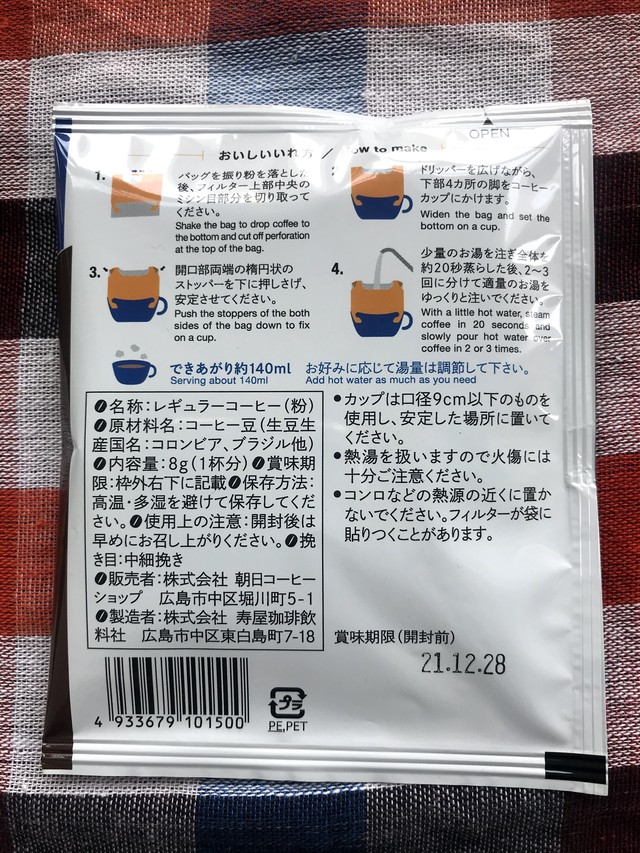 OPEN
おいしいいれ方 / How to make
1.
バッグを振り粉を落とした
後、フィルター上部中央の
ミシン目部分を切り取って
ください。
Shake the bag to drop coffee to
the bottom and cut off perforation
at the top of the bag.
2.
ドリッパーを広げながら、
下部4カ所の脚をコーヒー
カップにかけます。
Widen the bag and set the
bottom on a cup.
3.
開口部両端の楕円状の
ストッパーを下に押しさげ、
安定させてください。
Push the stoppers of the both
sides of the bag down to fix
on a cup.
4.
少量のお湯を注ぎ全体を
約20秒蒸らした後、2〜3
回に分けて適量のお湯を
ゆっくりと注いでください。
With a little hot water, steam
coffee in 20 seconds and
slowly pour hot water over
coffee in 2 or 3 times.
できあがり約140ml お好みに応じて湯量は調節して下さい。
Serving about 140ml Add hot water as much as you need
名称:レギュラーコーヒー(粉)
原材料名:コーヒー豆(生豆生
産国名:コロンビア、ブラジル他)
内容量:8g(1杯分) 賞味期
限:枠外右下に記載 保存方法:
高温・多湿を避けて保存してくだ
さい。 使用上の注意:開封後は
早めにお召し上がりください。 挽
き目:中細挽き
販売者:株式会社 朝日コーヒー
ショップ 広島市中区堀川町5-1
製造者:株式会社 寿屋珈琲飲
料社 広島市中区東白島町7-18
●カップは口径9cm以下のものを
使用し、安定した場所に置いて
ください。
●熱湯を扱いますので火傷には
十分ご注意ください。
●コンロなどの熱源の近くに置か
ないでください。フィルターが袋に
貼りつくことがあります。
賞味期限(開封前)
21.12.28
4 933679 101500
プラ
PE,PET